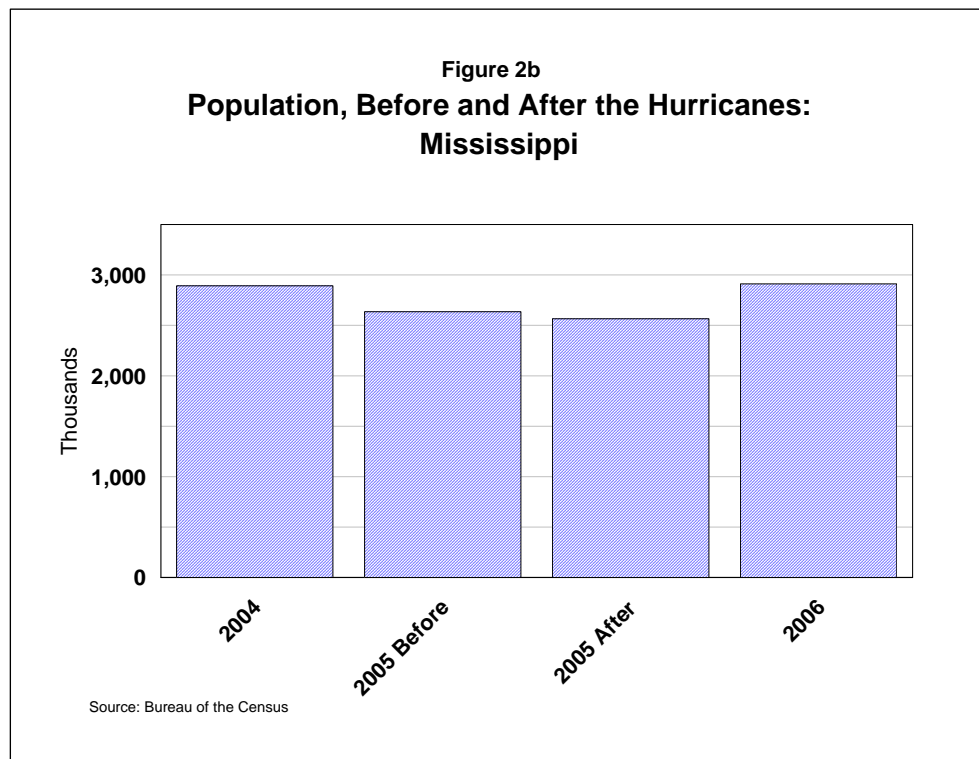 Figure 2b
Population, Before and After the Hurricanes:
Mississippi
Thousands
3,000
2,000
1,000
0
2004
2005 Before
2005 After
2006
Source: Bureau of the Census